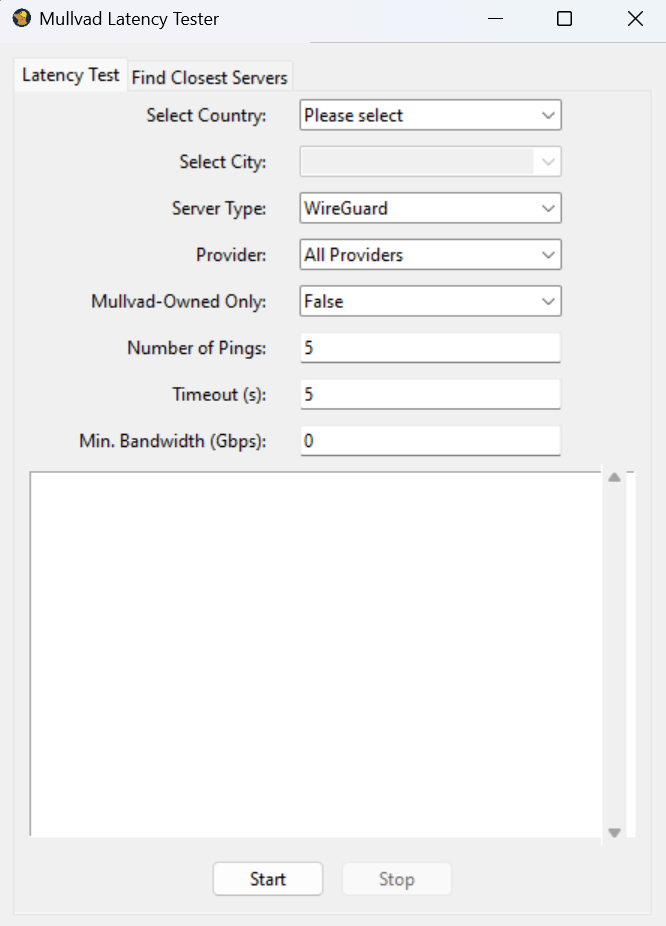 Mullvad Latency Tester
Latency Test Find Closest Servers
Select Country: Please select
Select City:
Server Type: WireGuard
Provider: All Providers
Mullvad-Owned Only: False
Number of Pings: 5
Timeout (s): 5
Min. Bandwidth (Gbps): 0
Start Stop